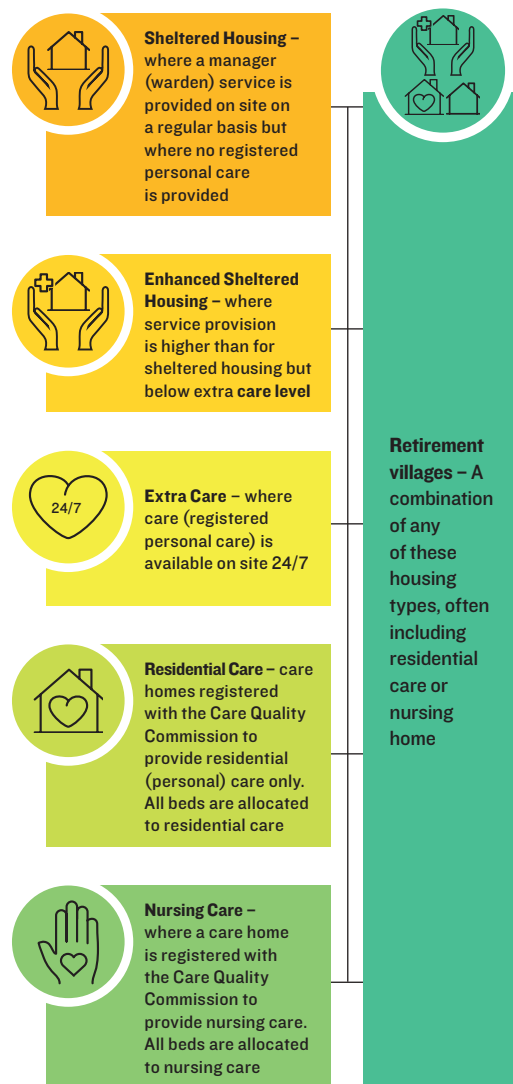 Sheltered Housing –
where a manager
(warden) service is
provided on site on
a regular basis but
where no registered
personal care
is provided
Enhanced Sheltered
Housing – where
service provision
is higher than for
sheltered housing but
below extra care level
24/7
Extra Care – where
care (registered
personal care) is
available on site 24/7
Residential Care – care
homes registered
with the Care Quality
Commission to
provide residential
(personal) care only.
All beds are allocated
to residential care
Nursing Care –
where a care home
is registered with
the Care Quality
Commission to
provide nursing care.
All beds are allocated
to nursing care
Retirement
villages – A
combination
of any
of these
housing
types, often
including
residential
care or
nursing
home